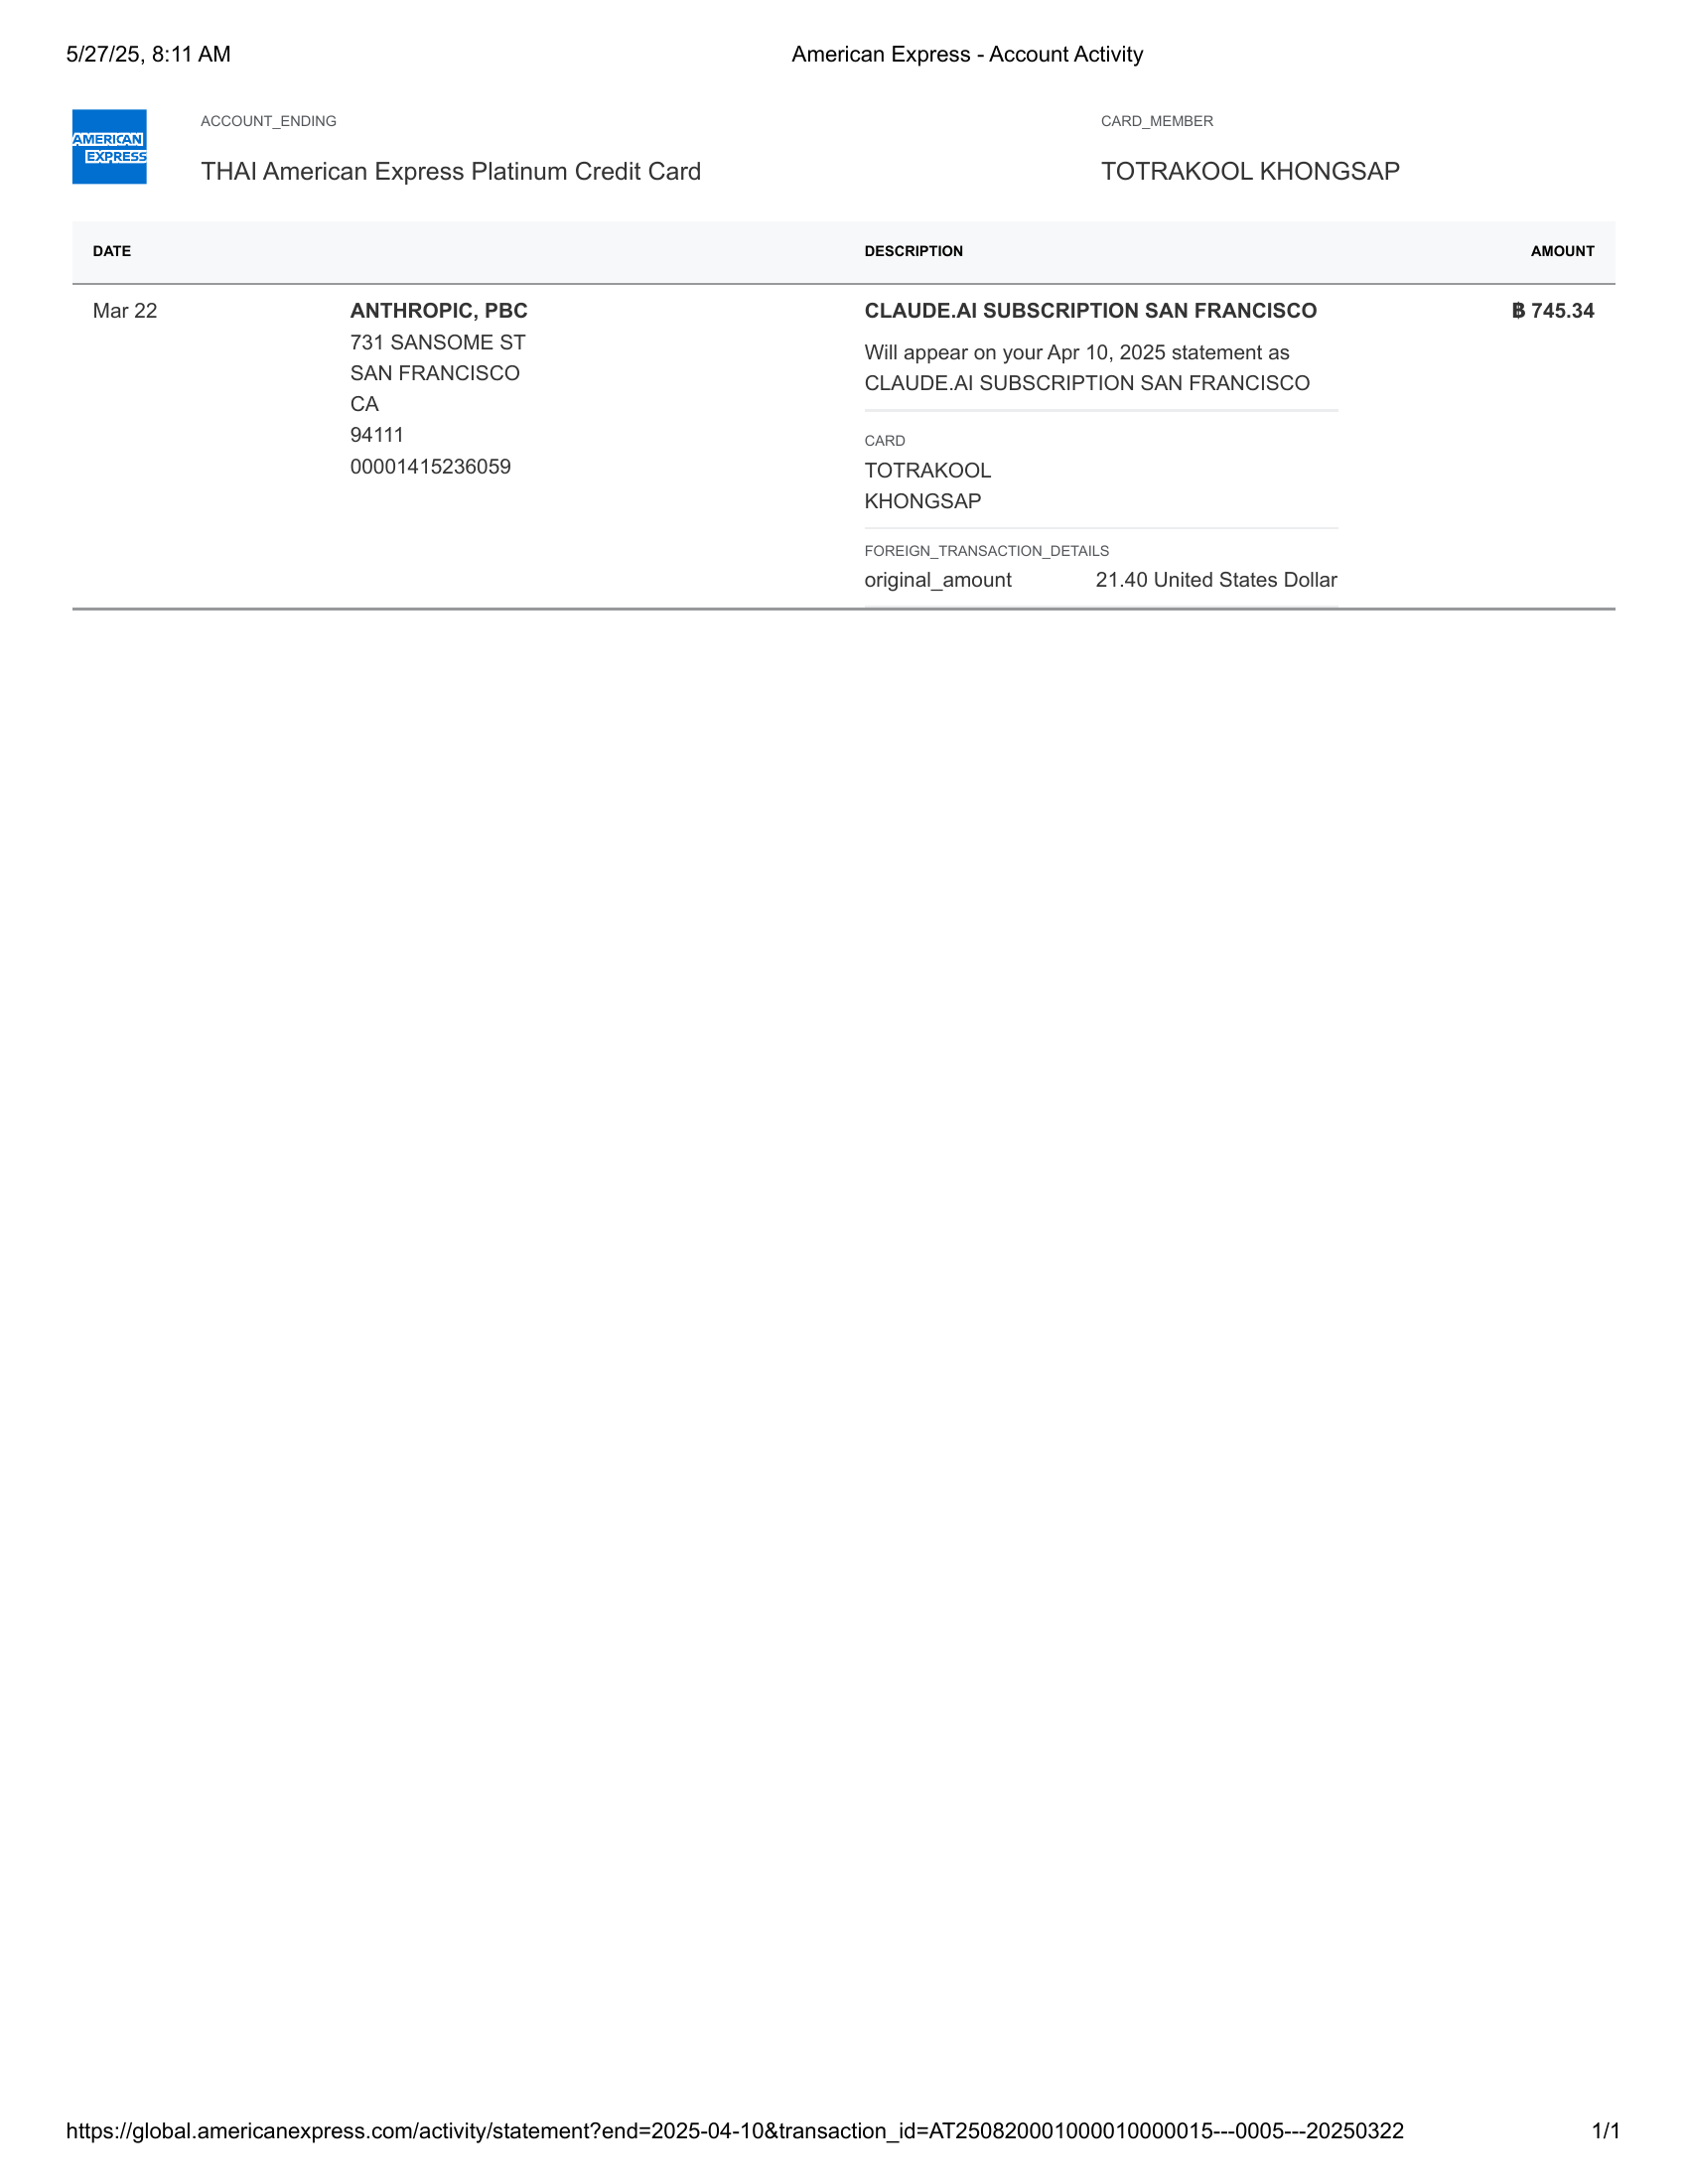 5/27/25, 8:11 AM
American Express - Account Activity
AMERICAN
EXPRESS
ACCOUNT_ENDING
THAI American Express Platinum Credit Card
CARD_MEMBER
TOTRAKOOL KHONGSAP
DATE
DESCRIPTION
AMOUNT
Mar 22
ANTHROPIC, PBC
731 SANSOME ST
SAN FRANCISCO
CA
94111
00001415236059
CLAUDE.AI SUBSCRIPTION SAN FRANCISCO
Will appear on your Apr 10, 2025 statement as
CLAUDE.AI SUBSCRIPTION SAN FRANCISCO
CARD
TOTRAKOOL
KHONGSAP
FOREIGN_TRANSACTION_DETAILS
original_amount 21.40 United States Dollar
฿ 745.34
https://global.americanexpress.com/activity/statement?end=2025-04-10&transaction_id=AT250820001000010000015---0005---20250322
1/1